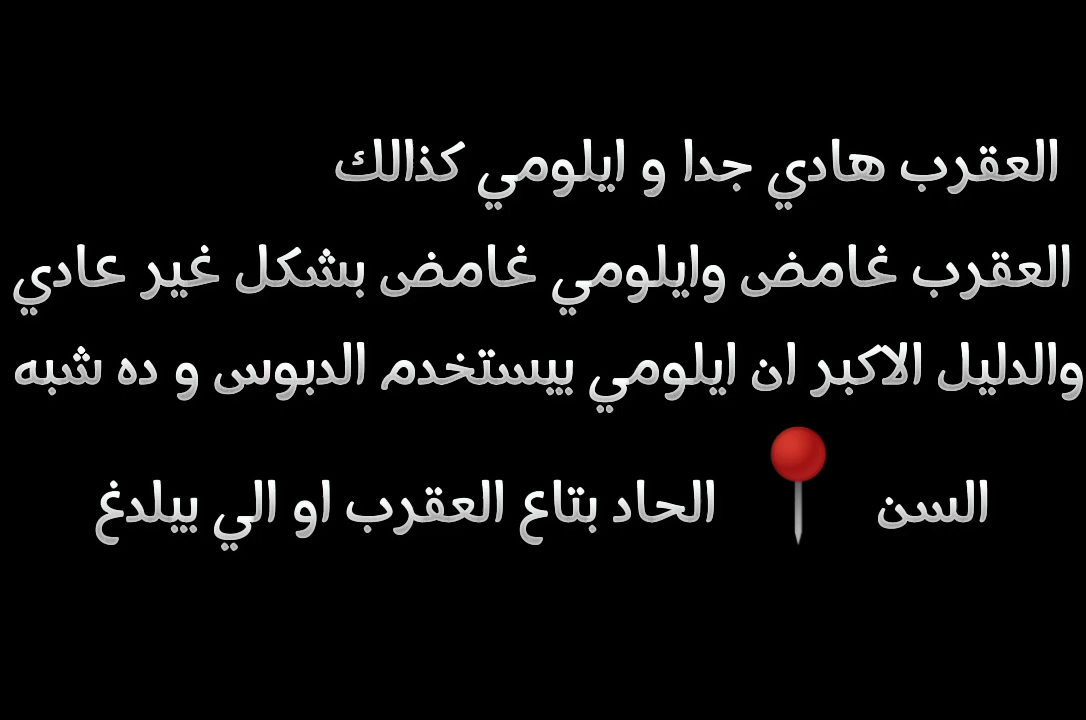 العقرب هادي جدا و ايلومي كذالك
العقرب غامض وايلومي غامض بشكل غير عادي
والدليل الاكبر ان ايلومي بيستخدم الدبوس و ده شبه
السن 📍 الحاد بتاع العقرب او الي بيلدغ